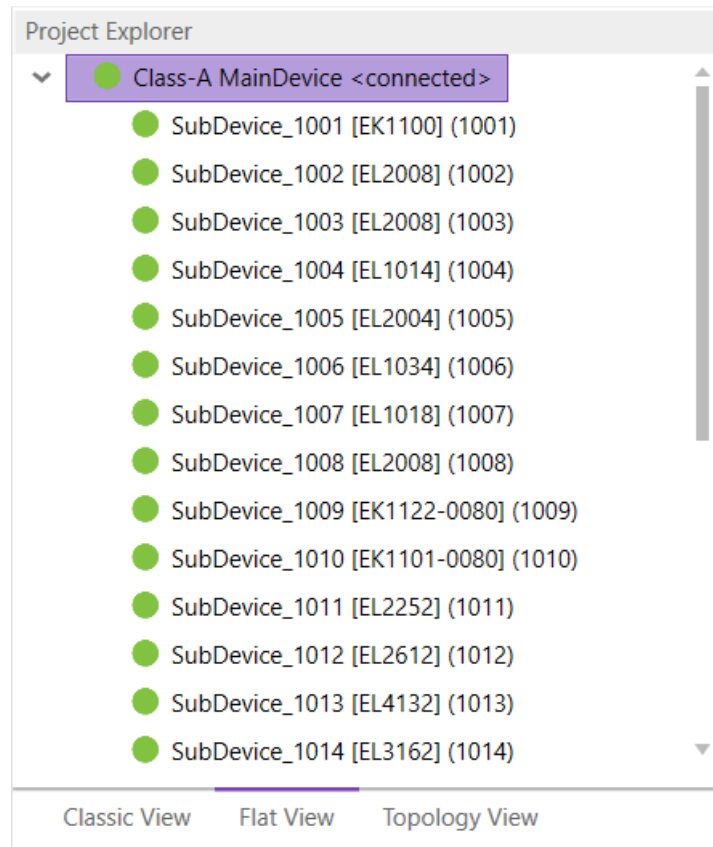 Project Explorer
Class-A MainDevice <connected>
SubDevice_1001 [EK1100] (1001)
SubDevice_1002 [EL2008] (1002)
SubDevice_1003 [EL2008] (1003)
SubDevice_1004 [EL1014] (1004)
SubDevice_1005 [EL2004] (1005)
SubDevice_1006 [EL1034] (1006)
SubDevice_1007 [EL1018] (1007)
SubDevice_1008 [EL2008] (1008)
SubDevice_1009 [EK1122-0080] (1009)
SubDevice_1010 [EK1101-0080] (1010)
SubDevice_1011 [EL2252] (1011)
SubDevice_1012 [EL2612] (1012)
SubDevice_1013 [EL4132] (1013)
SubDevice_1014 [EL3162] (1014)
Classic View Flat View Topology View